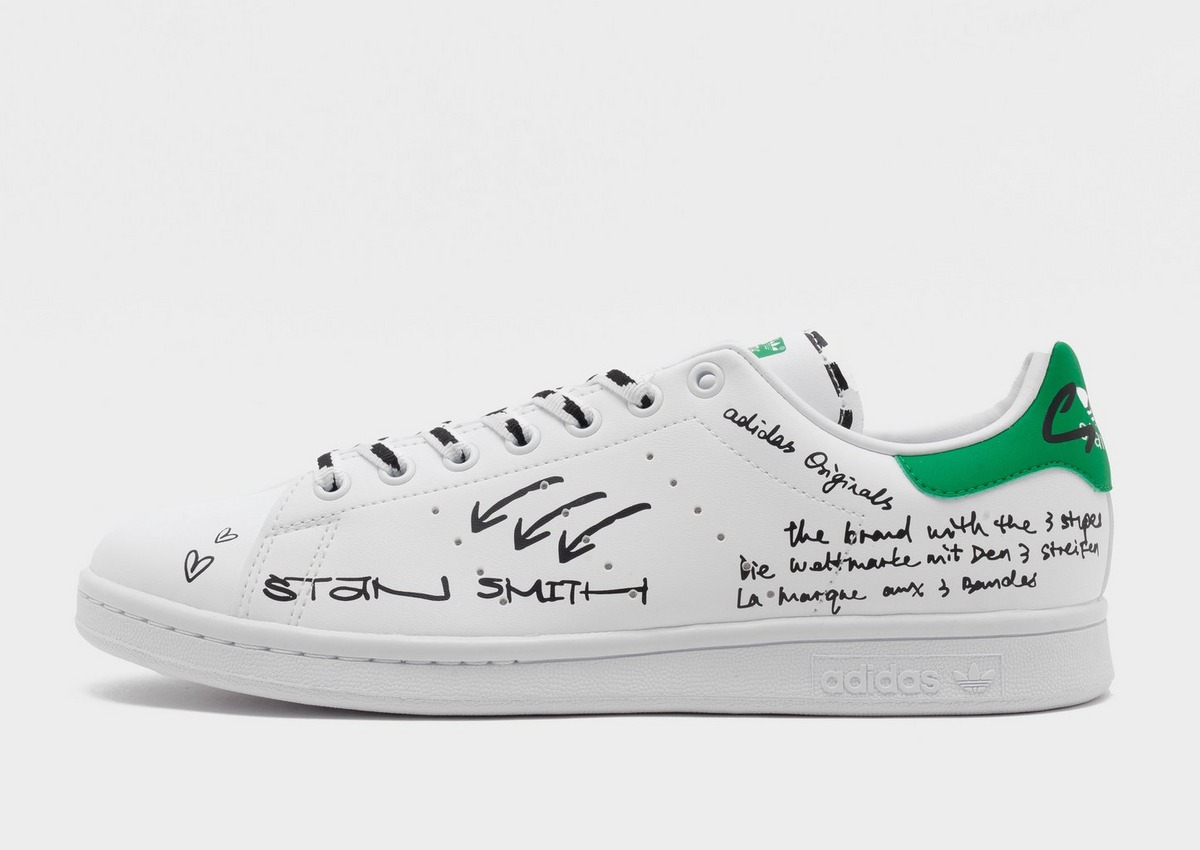 adidas Originals
the brand with the 3 stripes
Die Weltmarke mit Den 3 Streifen
La Marque aux 3 Bandes
STAN SMITH
adidas